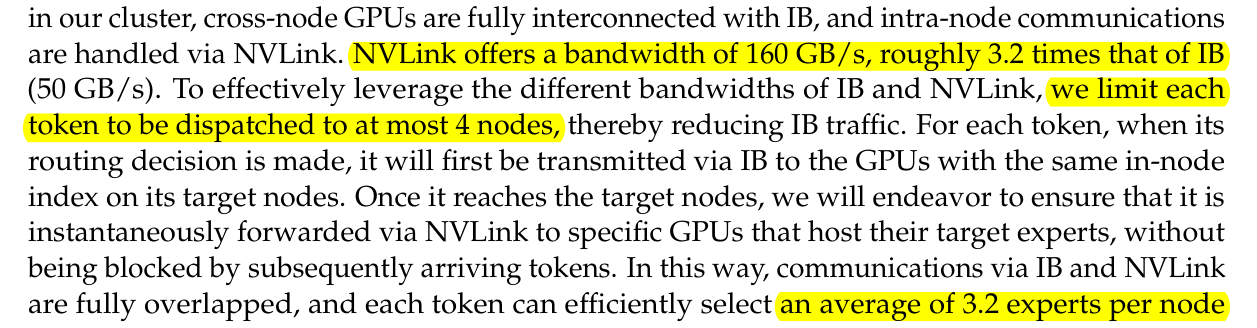 in our cluster, cross-node GPUs are fully interconnected with IB, and intra-node communications
are handled via NVLink. NVLink offers a bandwidth of 160 GB/s, roughly 3.2 times that of IB
(50 GB/s). To effectively leverage the different bandwidths of IB and NVLink, we limit each
token to be dispatched to at most 4 nodes, thereby reducing IB traffic. For each token, when its
routing decision is made, it will first be transmitted via IB to the GPUs with the same in-node
index on its target nodes. Once it reaches the target nodes, we will endeavor to ensure that it is
instantaneously forwarded via NVLink to specific GPUs that host their target experts, without
being blocked by subsequently arriving tokens. In this way, communications via IB and NVLink
are fully overlapped, and each token can efficiently select an average of 3.2 experts per node